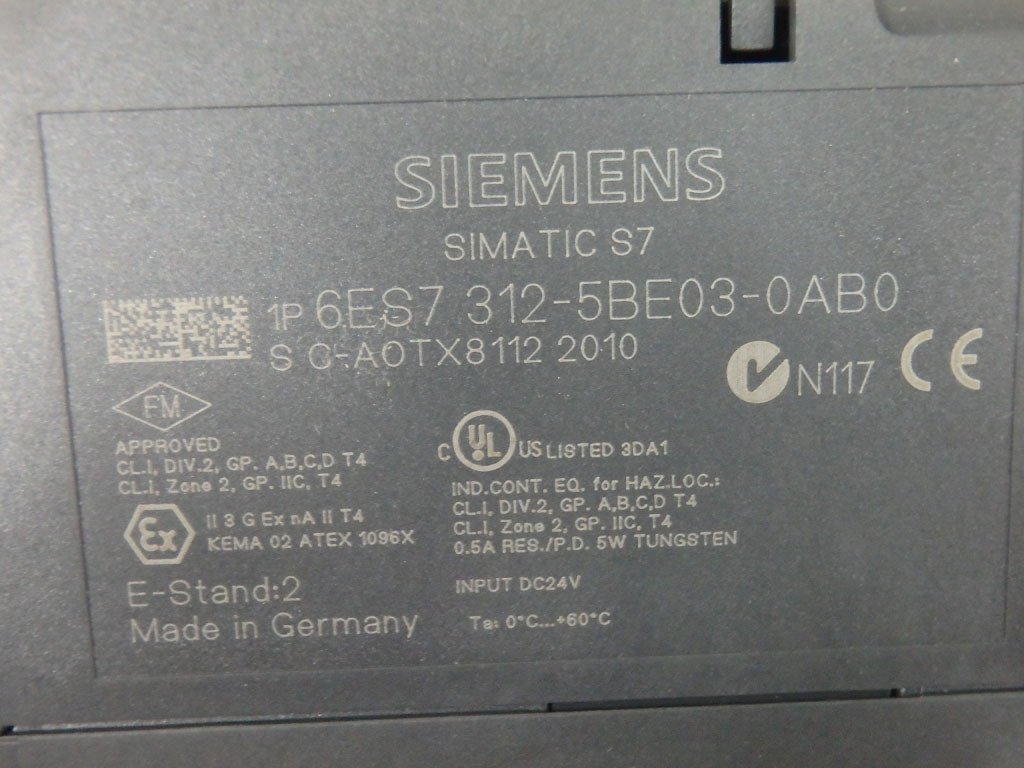 SIEMENS
SIMATIC S7
1P 6ES7 312-5BE03-0AB0
S C-A0TX8112 2010
N117 CE
FM
APPROVED
CL.I, DIV.2, GP. A,B,C,D T4
CL.I, Zone 2, GP. IIC, T4
Ex II 3 G Ex nA II T4
KEMA 02 ATEX 1096X
E-Stand:2
Made in Germany
C UL US LISTED 3DA1
IND.CONT. EQ. for HAZ.LOC.:
CL.I, DIV.2, GP. A,B,C,D T4
CL.I, Zone 2, GP. IIC, T4
0.5A RES./P.D. 5W TUNGSTEN
INPUT DC24V
Ta: 0°C...+60°C